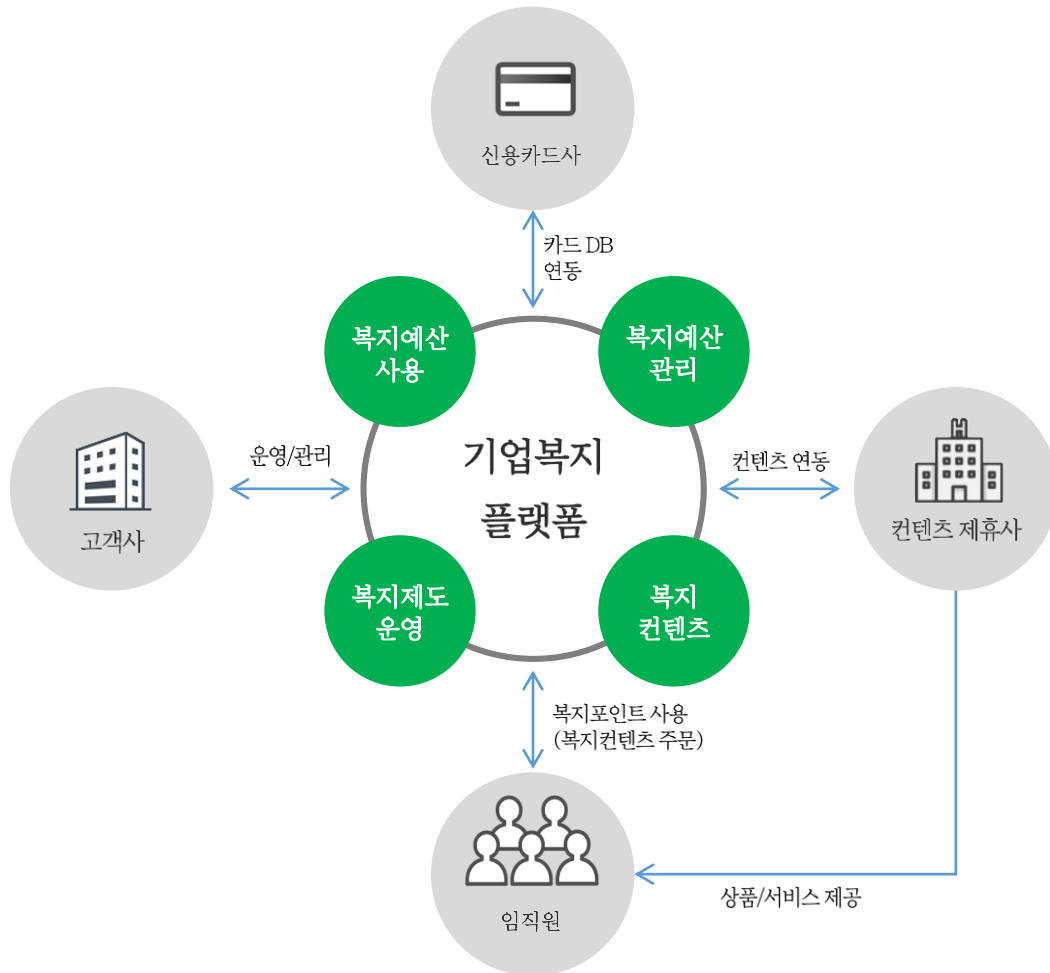 신용카드사
카드 DB
연동
복지예산
사용
복지예산
관리
기업복지
플랫폼
운영/관리
고객사
컨텐츠 연동
컨텐츠 제휴사
복지제도
운영
복지
컨텐츠
복지포인트 사용
(복지컨텐츠 주문)
임직원
상품/서비스 제공